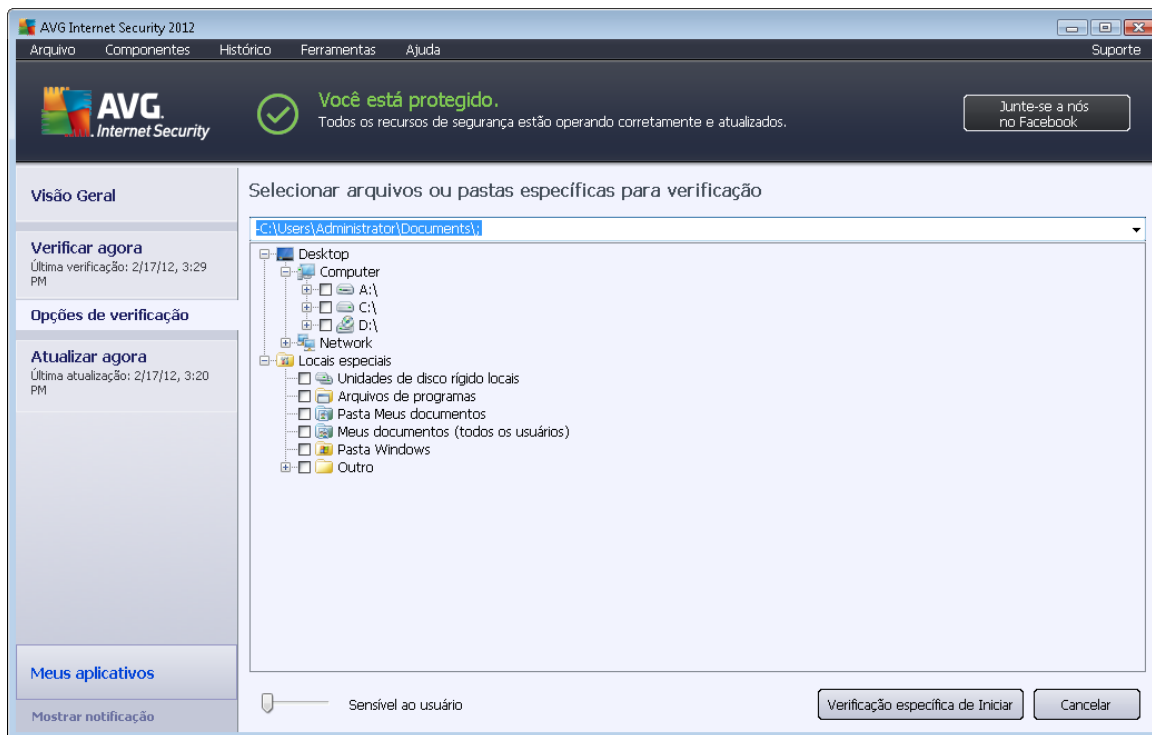 AVG Internet Security 2012
Arquivo Componentes Histórico Ferramentas Ajuda Suporte
AVG.
Internet Security
Você está protegido.
Todos os recursos de segurança estão operando corretamente e atualizados.
Junte-se a nós
no Facebook
Visão Geral
Verificar agora
Última verificação: 2/17/12, 3:29
PM
Opções de verificação
Atualizar agora
Última atualização: 2/17/12, 3:20
PM
Meus aplicativos
Mostrar notificação
Selecionar arquivos ou pastas específicas para verificação
-C:\Users\Administrator\Documents\;
Desktop
Computer
A:\
C:\
D:\
Network
Locais especiais
Unidades de disco rígido locais
Arquivos de programas
Pasta Meus documentos
Meus documentos (todos os usuários)
Pasta Windows
Outro
Sensível ao usuário
Verificação específica de Iniciar
Cancelar